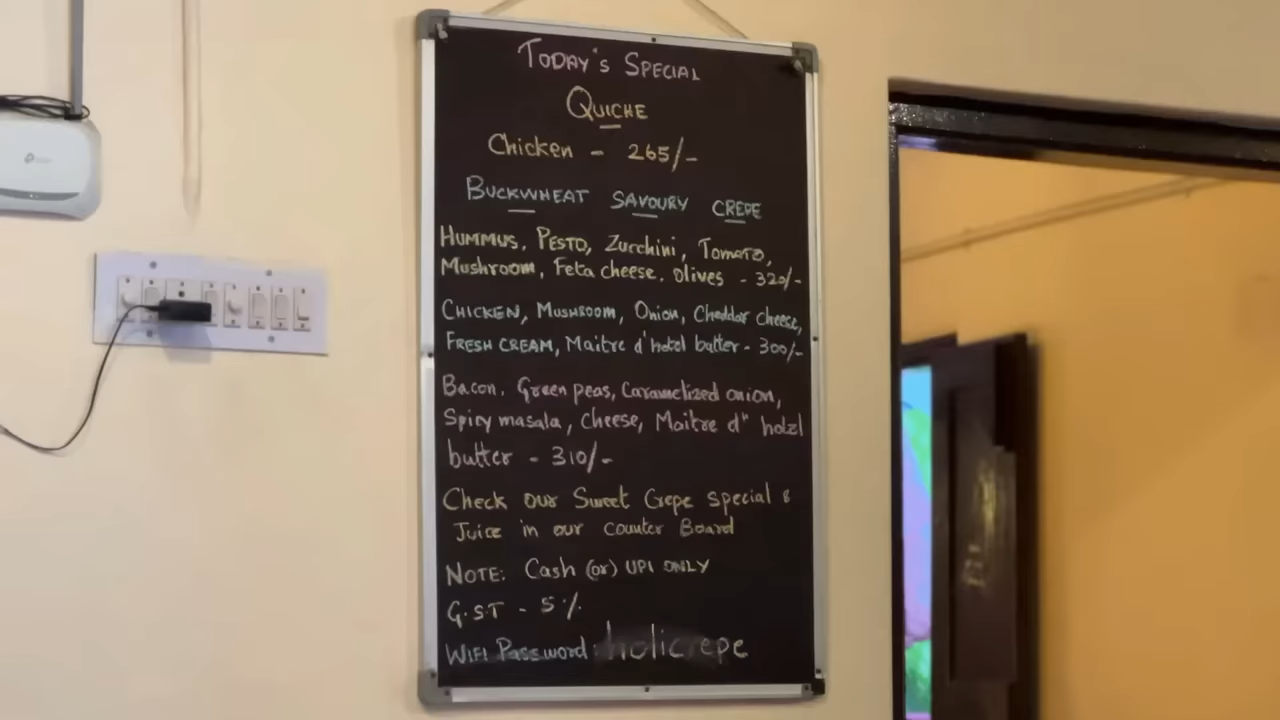 TODAY'S SPECIAL
QUICHE
Chicken - 265/-
BUCKWHEAT SAVOURY CREPE
HUMMUS, PESTO, Zucchini, Tomato,
Mushroom, Feta cheese, olives - 320/-
CHICKEN, MUSHROOM, Onion, Cheddar cheese,
FRESH CREAM, Maitre d'hotel butter - 300/-
Bacon, Green peas, Caramelized onion,
Spicy masala, Cheese, Maitre d" hotel
butter - 310/-
Check our Sweet Crepe special &
Juice in our Counter Board
NOTE: Cash (or) UPI ONLY
G.ST - 5%
WIFI Password: holicrepe